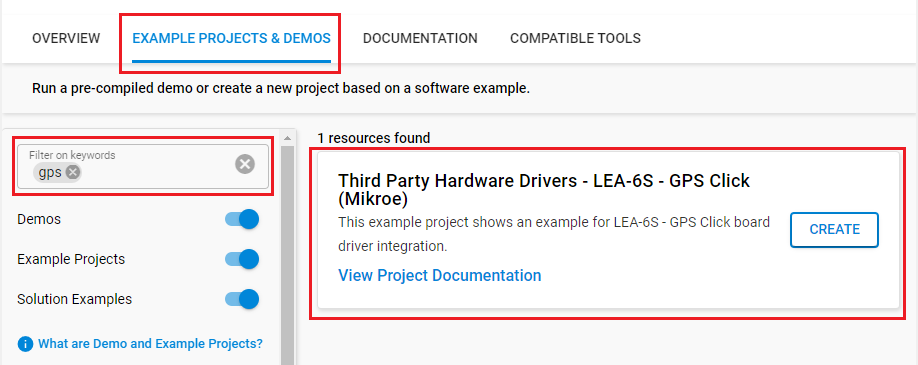 OVERVIEW
EXAMPLE PROJECTS & DEMOS
DOCUMENTATION
COMPATIBLE TOOLS
Run a pre-compiled demo or create a new project based on a software example.
Filter on keywords
gps
Demos
Example Projects
Solution Examples
What are Demo and Example Projects?
1 resources found
Third Party Hardware Drivers - LEA-6S - GPS Click
(Mikroe)
This example project shows an example for LEA-6S - GPS Click board
driver integration.
CREATE
View Project Documentation